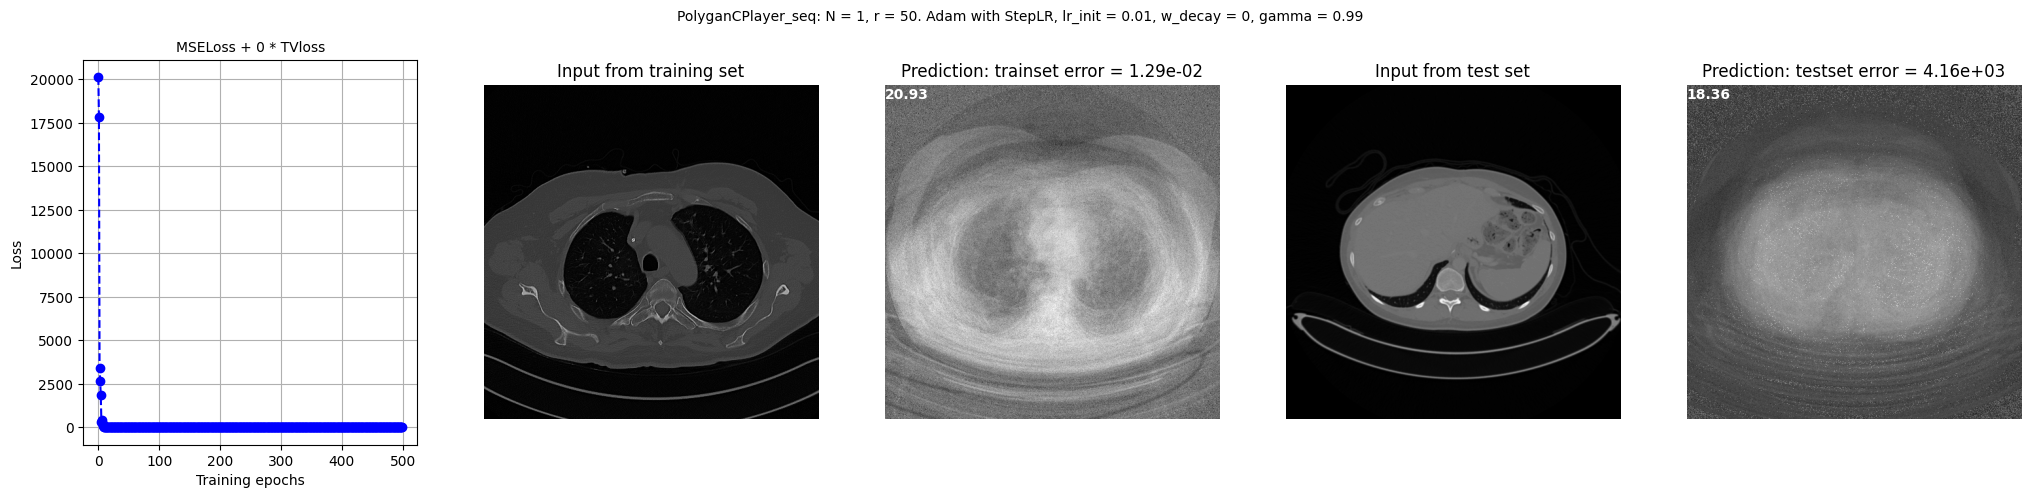 PolyganCPlayer_seq: N = 1, r = 50. Adam with StepLR, lr_init = 0.01, w_decay = 0, gamma = 0.99
MSELoss + 0 * TVloss
Loss
20000
17500
15000
12500
10000
7500
5000
2500
0
0 100 200 300 400 500
Training epochs
Input from training set
Prediction: trainset error = 1.29e-02
20.93
Input from test set
Prediction: testset error = 4.16e+03
18.36